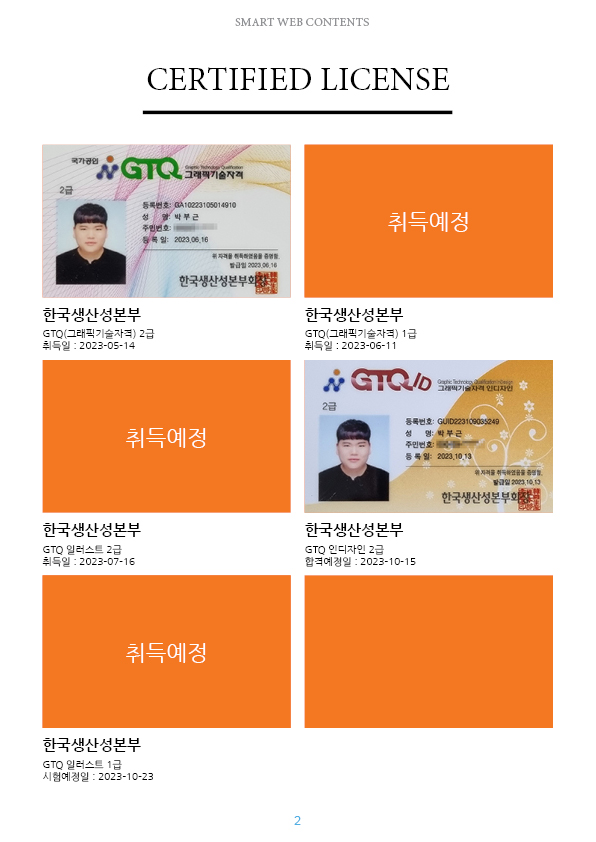 SMART WEB CONTENTS
CERTIFIED LICENSE
국가공인 GTQ Graphic Technology Qualification
그래픽기술자격
2급
등록번호: GA10223105014910
성 명: 박 부 근
주민번호:
등 록 일: 2023.06.16
위 자격을 취득하였음을 증명함.
발급일 2023.06.16
한국생산성본부회장
취득예정
한국생산성본부
GTQ(그래픽기술자격) 2급
취득일 : 2023-05-14
한국생산성본부
GTQ(그래픽기술자격) 1급
취득일 : 2023-06-11
취득예정
GTQ ID
그래픽기술자격 인디자인
2급
등록번호: GUID223109035249
성 명: 박 부 근
주민번호:
등 록 일: 2023.10.13
위 자격을 취득하였음을 증명함.
발급일 2023.10.13
한국생산성본부회장
한국생산성본부
GTQ 일러스트 2급
취득일 : 2023-07-16
한국생산성본부
GTQ 인디자인 2급
합격예정일 : 2023-10-15
취득예정
한국생산성본부
GTQ 일러스트 1급
시험예정일 : 2023-10-23
2